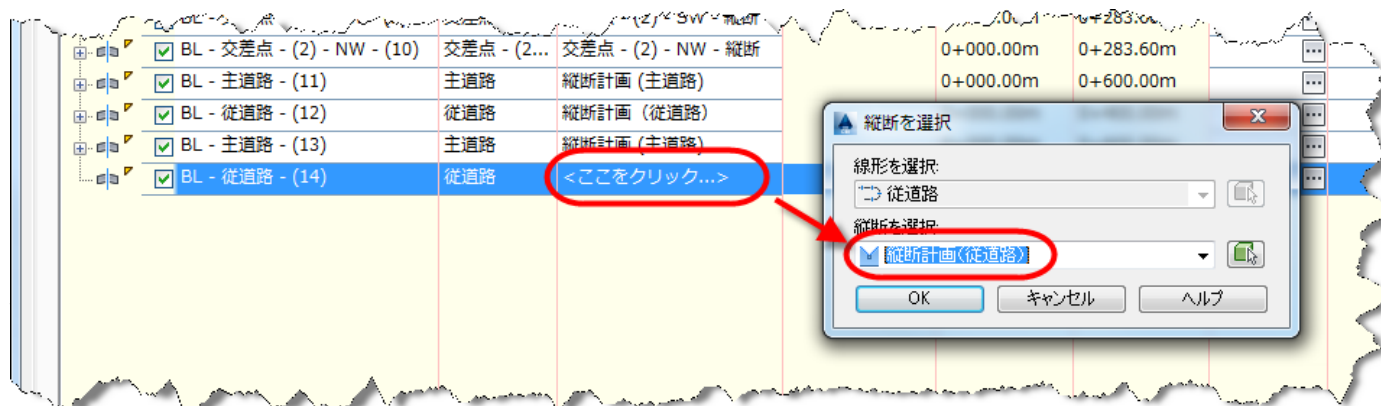 BL - 交差点 - (2) - NW - (10) 交差点 - (2... 交差点 - (2) - NW - 縦断 0+000.00m 0+283.60m ...
BL - 主道路 - (11) 主道路 縦断計画 (主道路) 0+000.00m 0+600.00m ...
BL - 従道路 - (12) 従道路 縦断計画（従道路） ...
BL - 主道路 - (13) 主道路 縦断計画 (主道路) ...
BL - 従道路 - (14) 従道路 <ここをクリック...> ...
縦断を選択
線形を選択:
従道路
縦断を選択:
縦断計画（従道路）
OK キャンセル ヘルプ